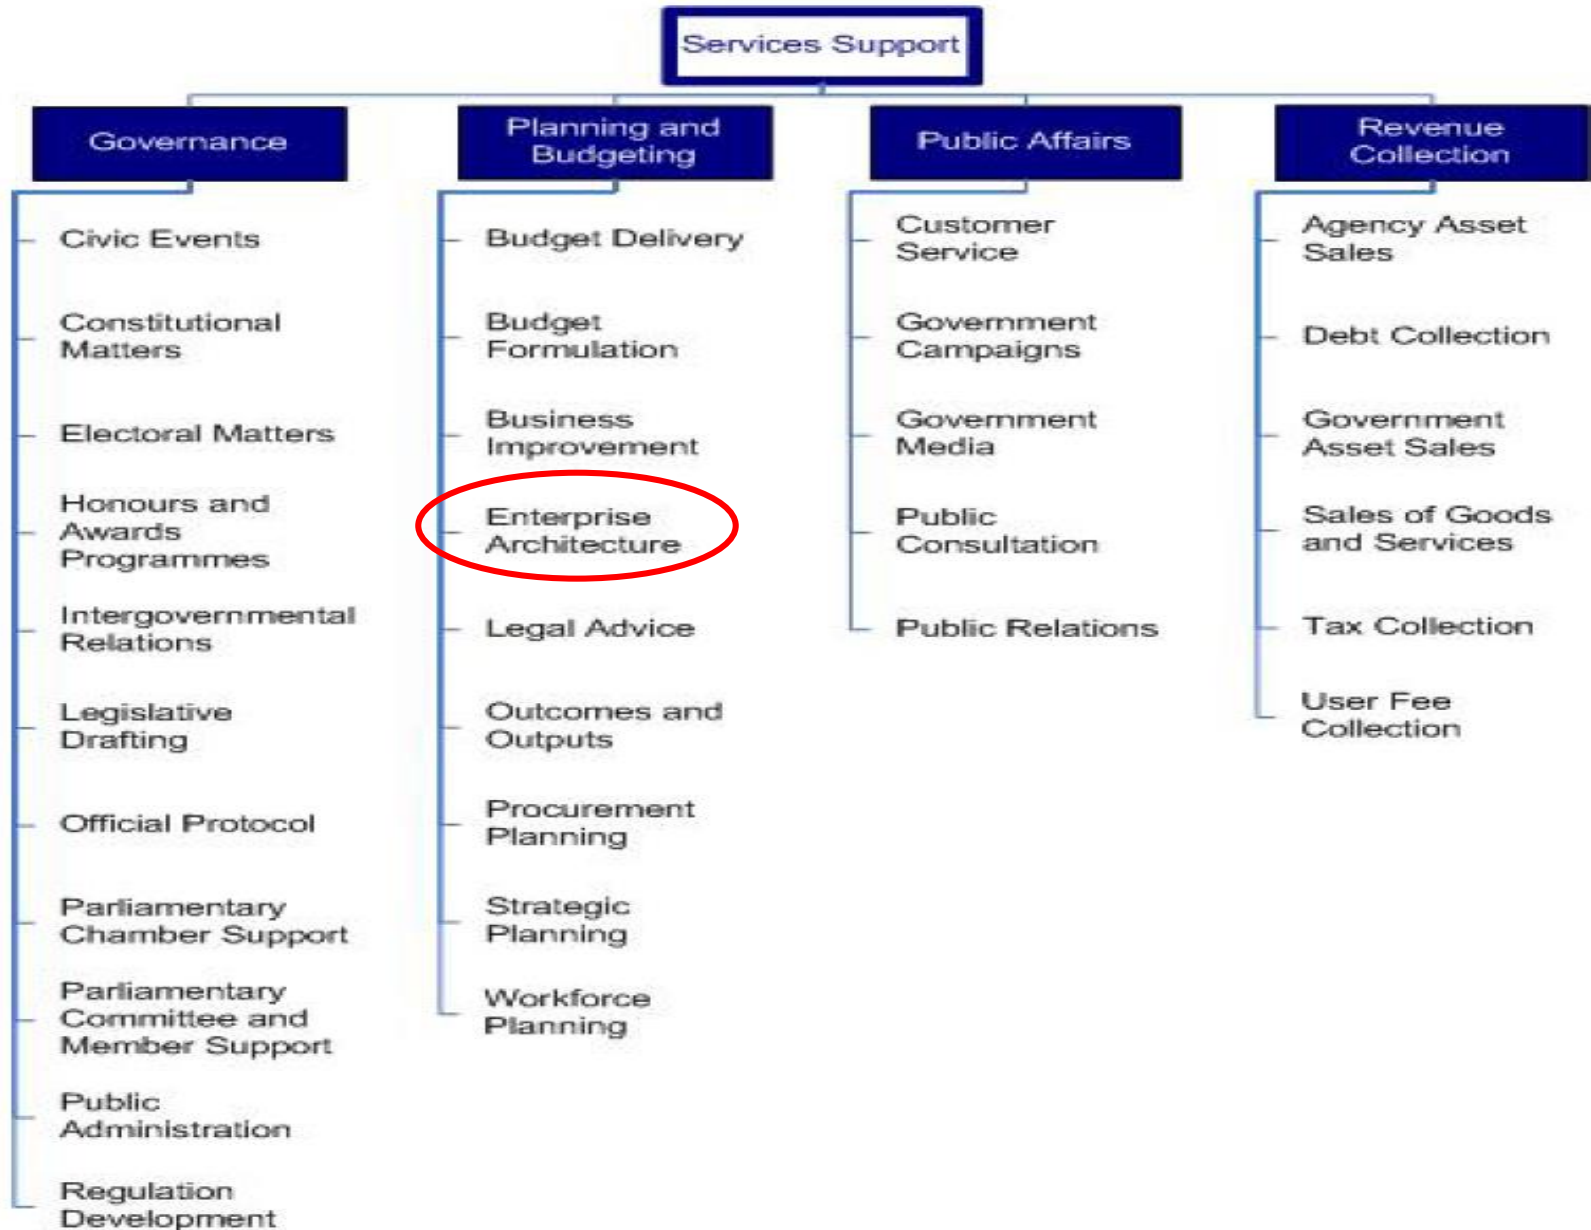 Services Support
Governance
Civic Events
Constitutional
Matters
Electoral Matters
Honours and
Awards
Programmes
Intergovernmental
Relations
Legislative
Drafting
Official Protocol
Parliamentary
Chamber Support
Parliamentary
Committee and
Member Support
Public
Administration
Regulation
Development
Planning and
Budgeting
Budget Delivery
Budget
Formulation
Business
Improvement
Enterprise
Architecture
Legal Advice
Outcomes and
Outputs
Procurement
Planning
Strategic
Planning
Workforce
Planning
Public Affairs
Customer
Service
Government
Campaigns
Government
Media
Public
Consultation
Public Relations
Revenue
Collection
Agency Asset
Sales
Debt Collection
Government
Asset Sales
Sales of Goods
and Services
Tax Collection
User Fee
Collection